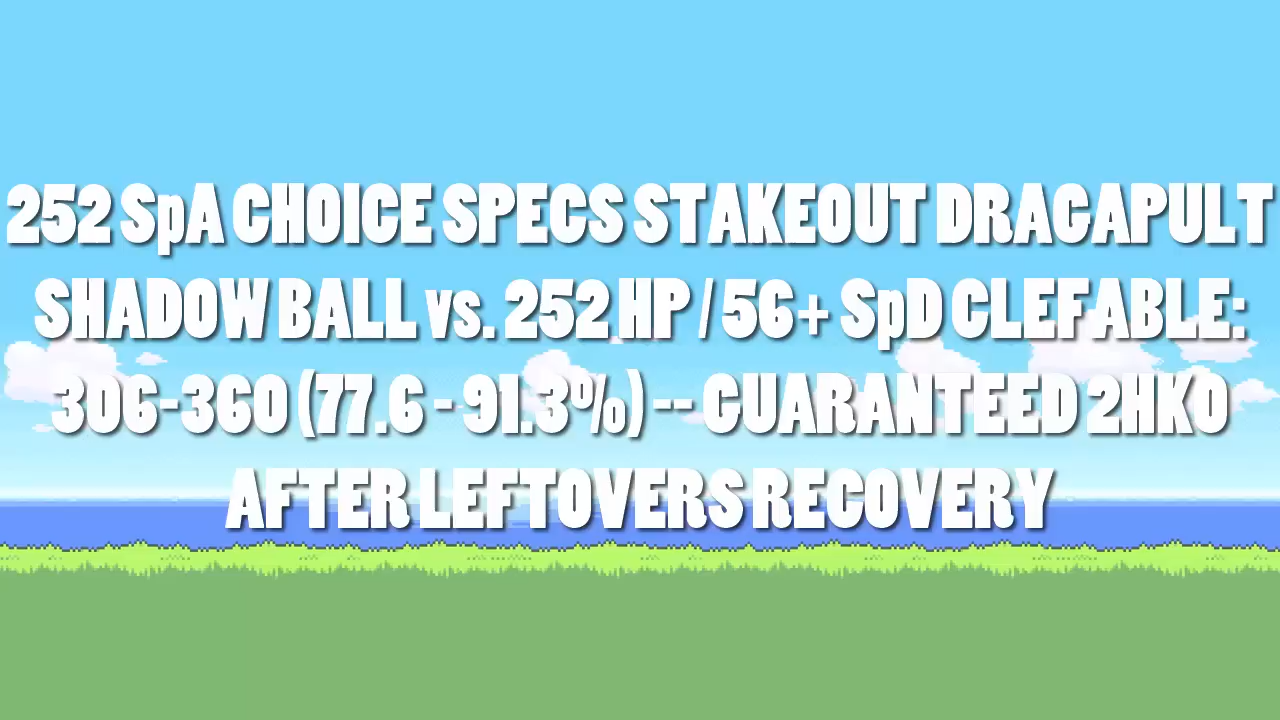 252 SpA CHOICE SPECS STAKEOUT DRAGAPULT
SHADOW BALL vs. 252 HP / 56+ SpD CLEFABLE:
306-360 (77.6 - 91.3%) -- GUARANTEED 2HKO
AFTER LEFTOVERS RECOVERY